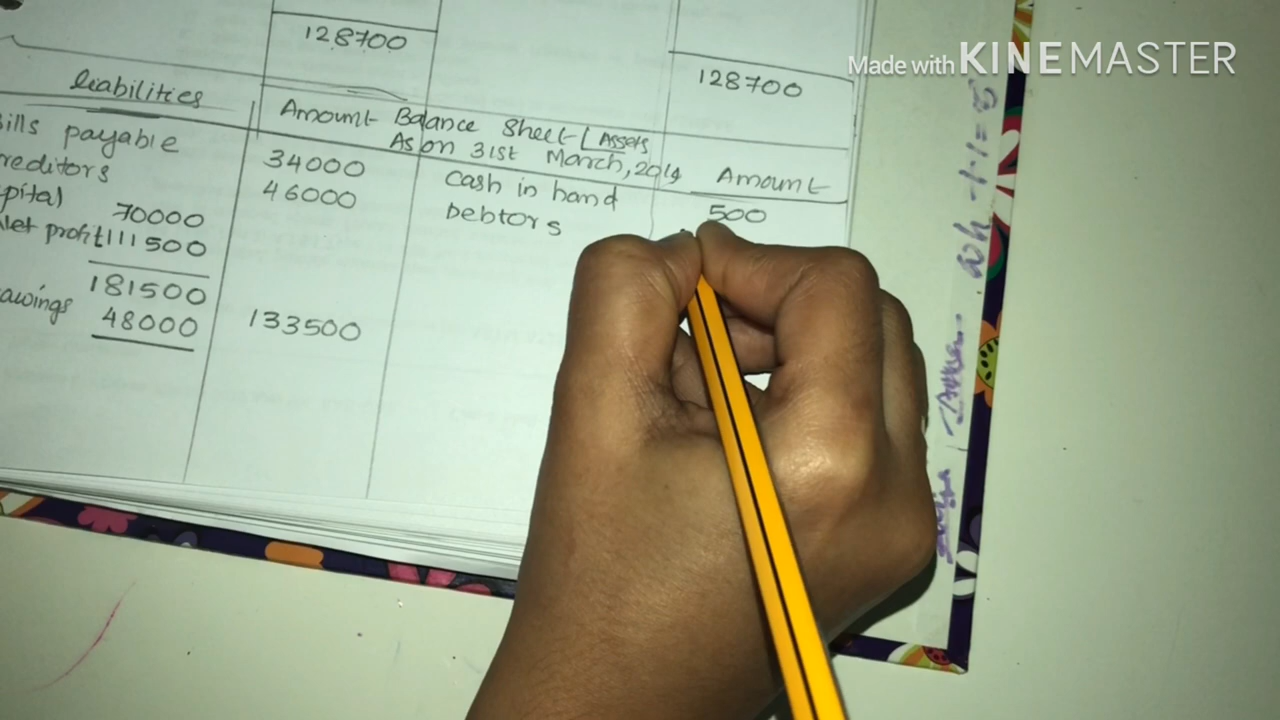 128700
128700
Made with KINEMASTER
liabilities Amount Balance Sheet Assets
As on 31st March, 2019 Amount
Bills payable 34000 Cash in hand 500
reditors 46000 Debtors
pital 70000
Net profit 111500
181500
awings 48000 133500